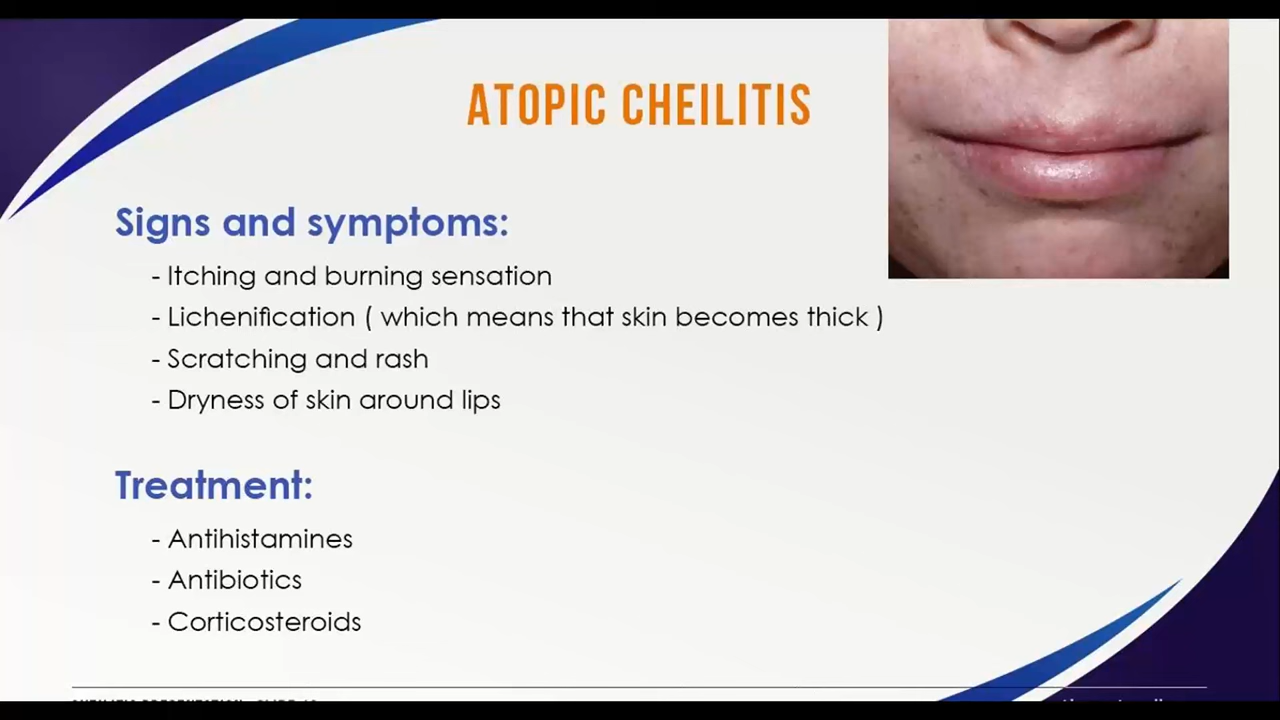 ATOPIC CHEILITIS
Signs and symptoms:
- Itching and burning sensation
- Lichenification ( which means that skin becomes thick )
- Scratching and rash
- Dryness of skin around lips
Treatment:
- Antihistamines
- Antibiotics
- Corticosteroids